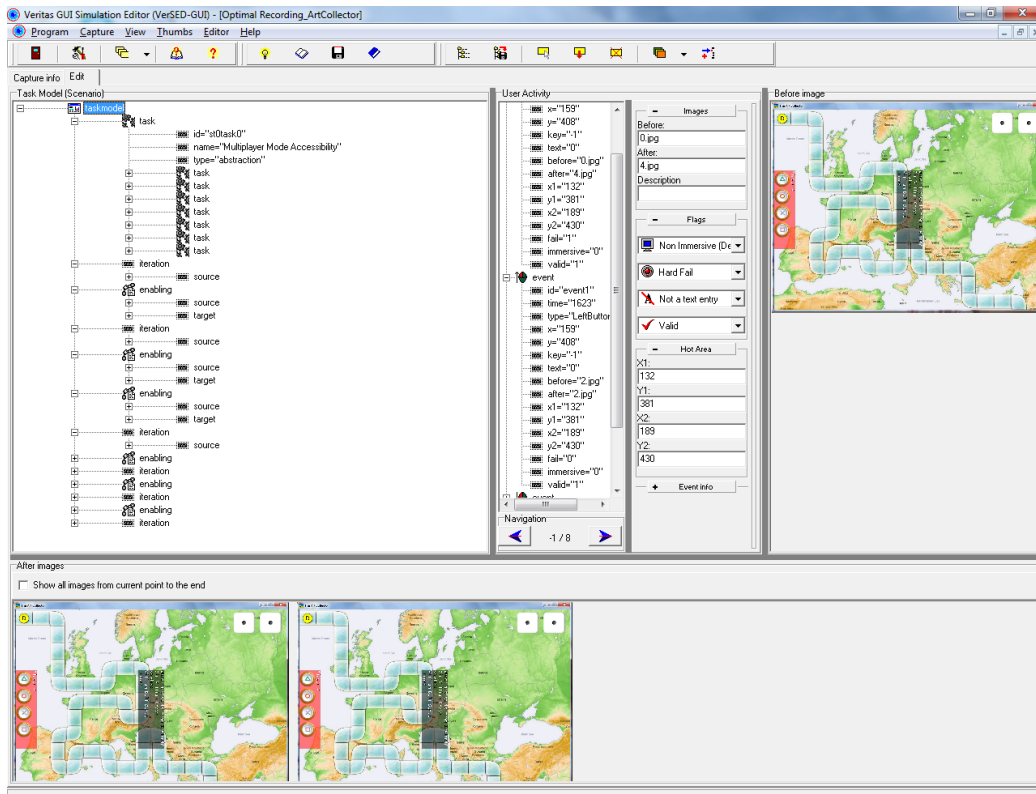 Veritas GUI Simulation Editor (VerSED-GUI) - [Optimal Recording_ArtCollector]
Program Capture View Thumbs Editor Help
Capture info Edit
Task Model (Scenario)
taskmodel
task
id="st0task0"
name="Multiplayer Mode Accessibility"
type="abstraction"
task
task
task
task
task
task
task
iteration
source
enabling
source
target
iteration
source
enabling
source
target
enabling
source
target
iteration
source
enabling
iteration
enabling
iteration
enabling
iteration
User Activity
x="159"
y="408"
key="-1"
text="0"
before="0.jpg"
after="4.jpg"
x1="132"
y1="381"
x2="189"
y2="430"
fail="1"
immersive="0"
valid="1"
event
id="event1"
time="1623"
type="LeftButton
x="159"
y="408"
key="-1"
text="0"
before="2.jpg"
after="2.jpg"
x1="132"
y1="381"
x2="189"
y2="430"
fail="0"
immersive="0"
valid="1"
event
Navigation
-1 / 8
Images
Before:
0.jpg
After:
4.jpg
Description
Flags
Non Immersive (De
Hard Fail
Not a text entry
Valid
Hot Area
X1:
132
Y1:
381
X2:
189
Y2:
430
Event info
Before image
After images
Show all images from current point to the end